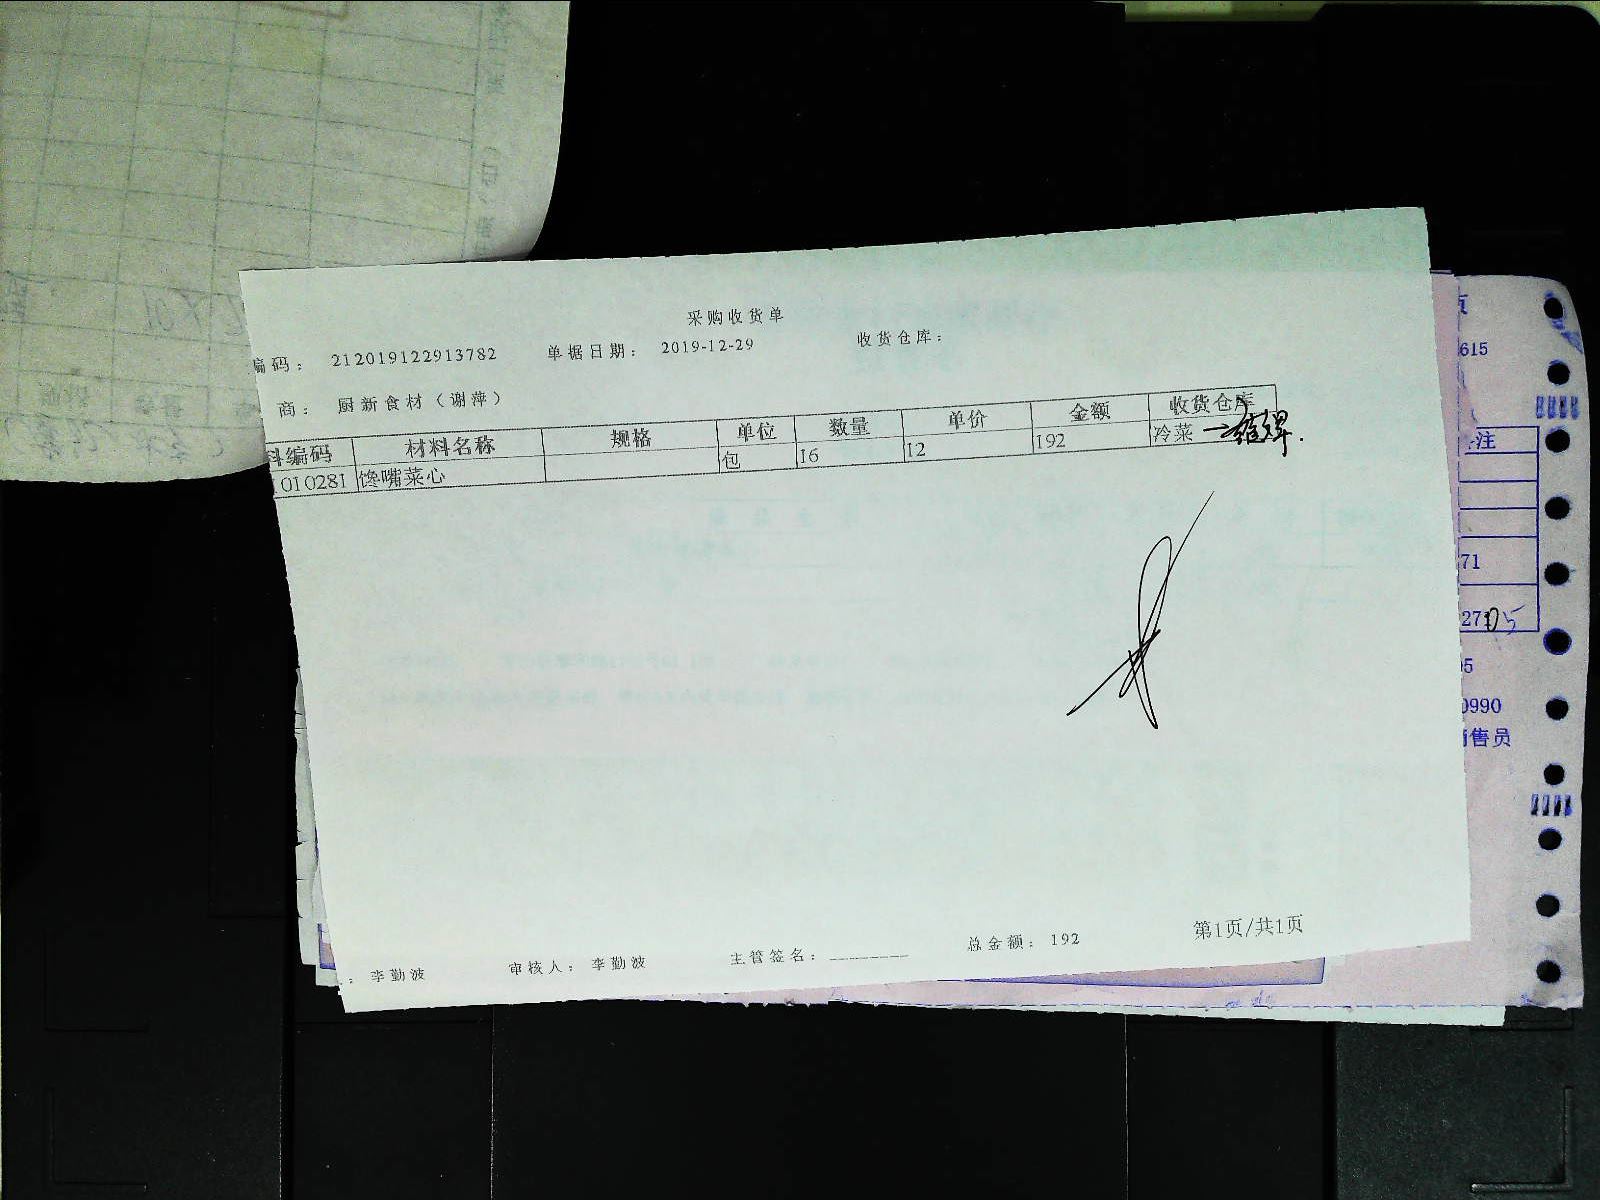 采购收货单
编码： 212019122913782 单据日期： 2019-12-29 收货仓库：
商： 厨新食材（谢萍）
料编码 材料名称 规格 单位 数量 单价 金额 收货仓库
1010281 馋嘴菜心 包 16 12 192 冷菜
： 李勤波 审核人： 李勤波 主管签名： 总金额： 192 第1页/共1页
615
注
71
271
05
0990
销售员